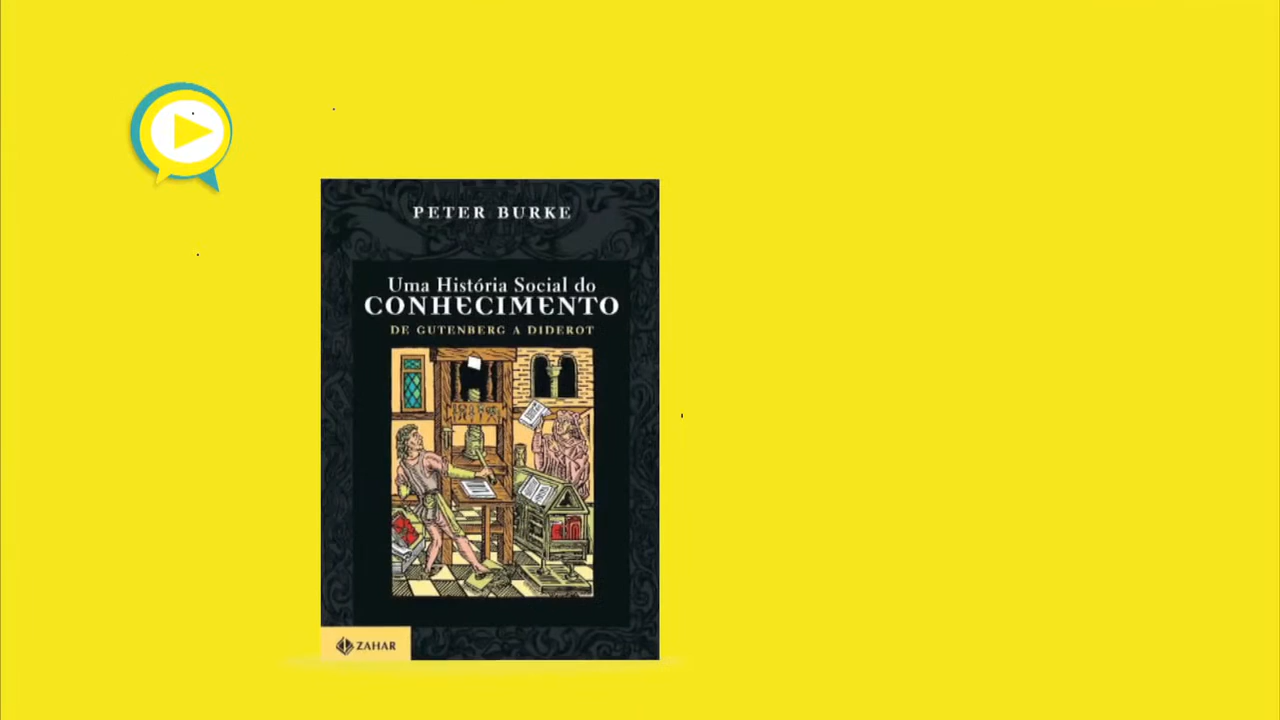 PETER BURKE
Uma História Social do
CONHECIMENTO
DE GUTENBERG A DIDEROT
ZAHAR